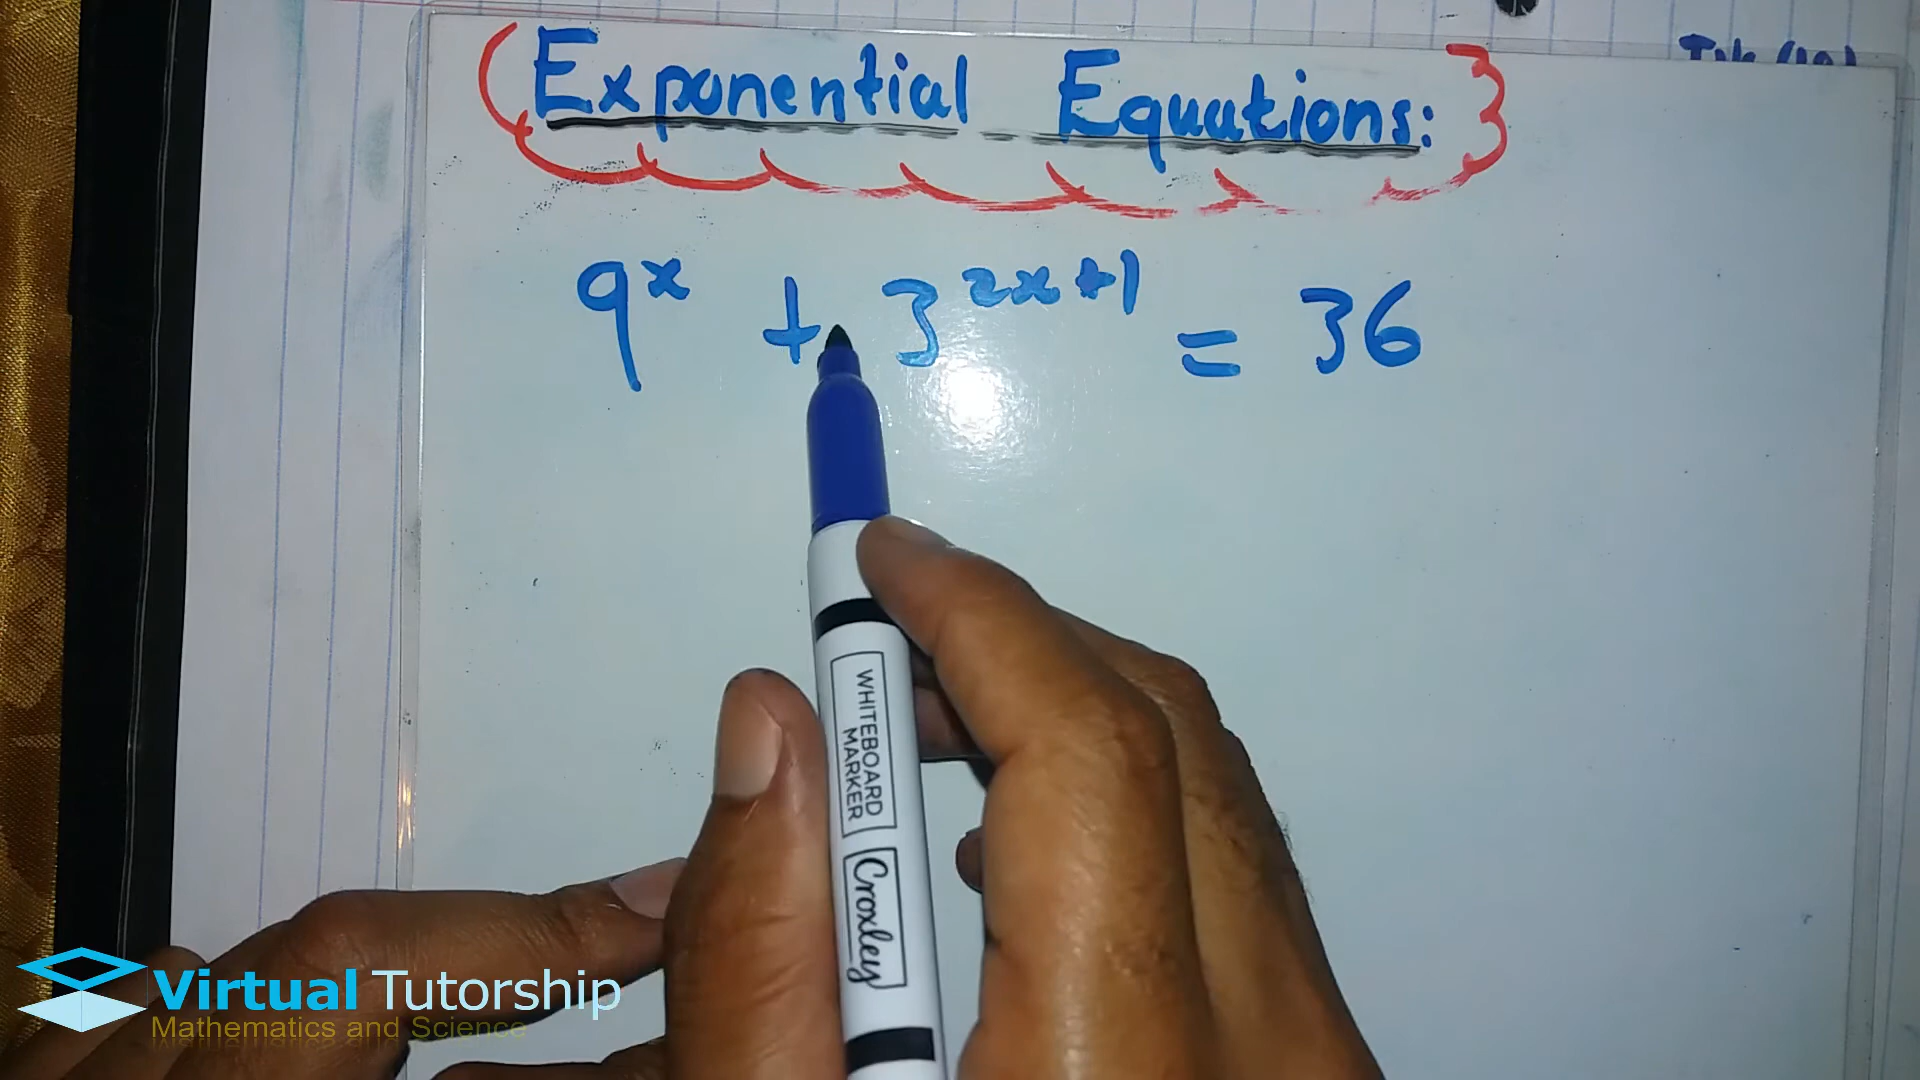 Exponential Equations:
9^x + 3^{2x+1} = 36
WHITEBOARD
MARKER
Croxley
Virtual Tutorship
Mathematics and Science